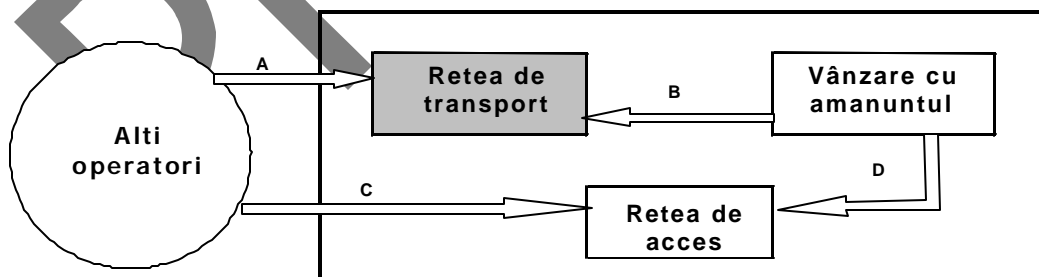 A
Retea de
transport
B
Vânzare cu
amanuntul
Alti
operatori
C
D
Retea de
acces